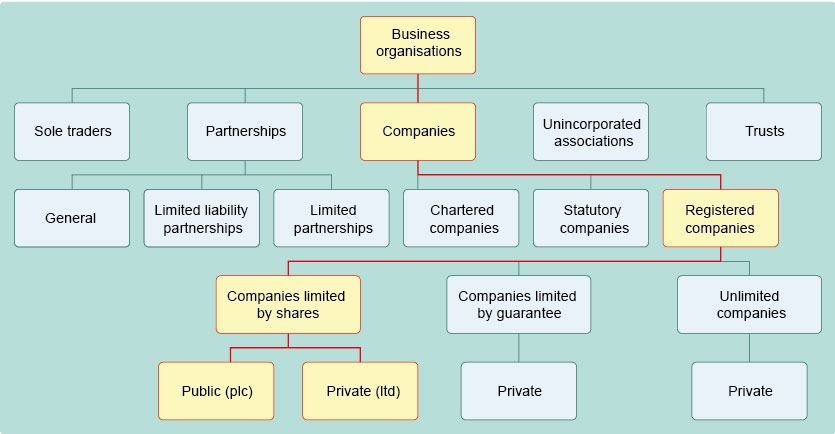 Business
organisations
Sole traders
Partnerships
Companies
Unincorporated
associations
Trusts
General
Limited liability
partnerships
Limited
partnerships
Chartered
companies
Statutory
companies
Registered
companies
Companies limited
by shares
Companies limited
by guarantee
Unlimited
companies
Public (plc)
Private (ltd)
Private
Private